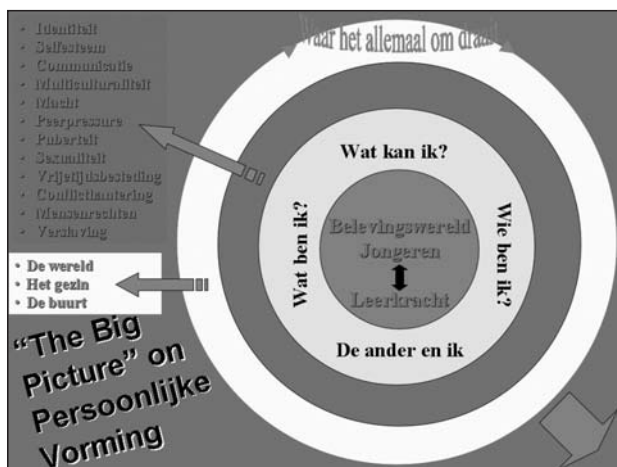 Waar het allemaal om draait
• Identiteit
• Selfesteem
• Communicatie
• Multiculturaliteit
• Macht
• Peerpressure
• Puberteit
• Sexualiteit
• Vrijetijdsbesteding
• Conflicthantering
• Mensenrechten
• Verslaving
• De wereld
• Het gezin
• De buurt
Wat kan ik?
Wat ben ik?
Belevingswereld
Jongeren
Leerkracht
Wie ben ik?
De ander en ik
“The Big
Picture” on
Persoonlijke
Vorming